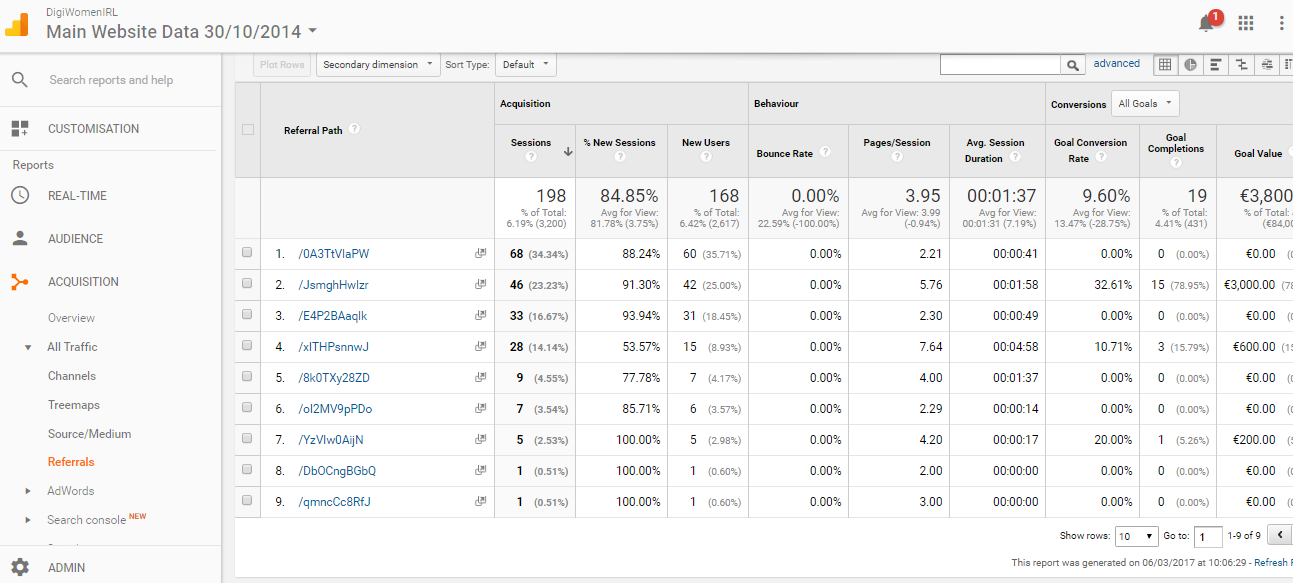 DigiWomenIRL
Main Website Data 30/10/2014
1
Search reports and help
CUSTOMISATION
Reports
REAL-TIME
AUDIENCE
ACQUISITION
Overview
All Traffic
Channels
Treemaps
Source/Medium
Referrals
AdWords
Search console NEW
ADMIN
Plot Rows Secondary dimension Sort Type: Default advanced
Referral Path ? Acquisition Behaviour Conversions All Goals
Sessions ? % New Sessions ? New Users ? Bounce Rate ? Pages/Session ? Avg. Session Duration ? Goal Conversion Rate ? Goal Completions ? Goal Value
198 84.85% 168 0.00% 3.95 00:01:37 9.60% 19 €3,800
% of Total: 6.19% (3,200) Avg for View: 81.78% (3.75%) % of Total: 6.42% (2,617) Avg for View: 22.59% (-100.00%) Avg for View: 3.99 (-0.94%) Avg for View: 00:01:31 (7.19%) Avg for View: 13.47% (-28.75%) % of Total: 4.41% (431) % of Total: (€84,0
1. /0A3TtVlaPW 68 (34.34%) 88.24% 60 (35.71%) 0.00% 2.21 00:00:41 0.00% 0 (0.00%) €0.00
2. /JsmghHwIzr 46 (23.23%) 91.30% 42 (25.00%) 0.00% 5.76 00:01:58 32.61% 15 (78.95%) €3,000.00 (78
3. /E4P2BAaqlk 33 (16.67%) 93.94% 31 (18.45%) 0.00% 2.30 00:00:49 0.00% 0 (0.00%) €0.00
4. /xITHPsnnwJ 28 (14.14%) 53.57% 15 (8.93%) 0.00% 7.64 00:04:58 10.71% 3 (15.79%) €600.00 (15
5. /8k0TXy28ZD 9 (4.55%) 77.78% 7 (4.17%) 0.00% 4.00 00:01:37 0.00% 0 (0.00%) €0.00
6. /oI2MV9pPDo 7 (3.54%) 85.71% 6 (3.57%) 0.00% 2.29 00:00:14 0.00% 0 (0.00%) €0.00
7. /YzVIw0AijN 5 (2.53%) 100.00% 5 (2.98%) 0.00% 4.20 00:00:17 20.00% 1 (5.26%) €200.00
8. /DbOCngBGbQ 1 (0.51%) 100.00% 1 (0.60%) 0.00% 2.00 00:00:00 0.00% 0 (0.00%) €0.00
9. /qmncCc8RfJ 1 (0.51%) 100.00% 1 (0.60%) 0.00% 3.00 00:00:00 0.00% 0 (0.00%) €0.00
Show rows: 10 Go to: 1 1-9 of 9
This report was generated on 06/03/2017 at 10:06:29 - Refresh